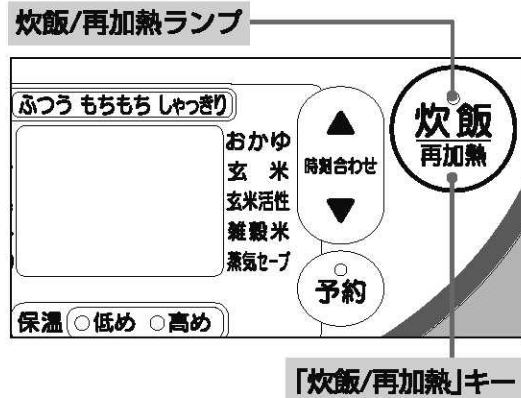 炊飯/再加熱ランプ
ふつう もちもち しゃっきり
おかゆ
玄 米
玄米活性
雑穀米
蒸気セーブ
▲
時刻合わせ
▼
炊飯
再加熱
予約
保温 ○低め ○高め
「炊飯/再加熱」キー